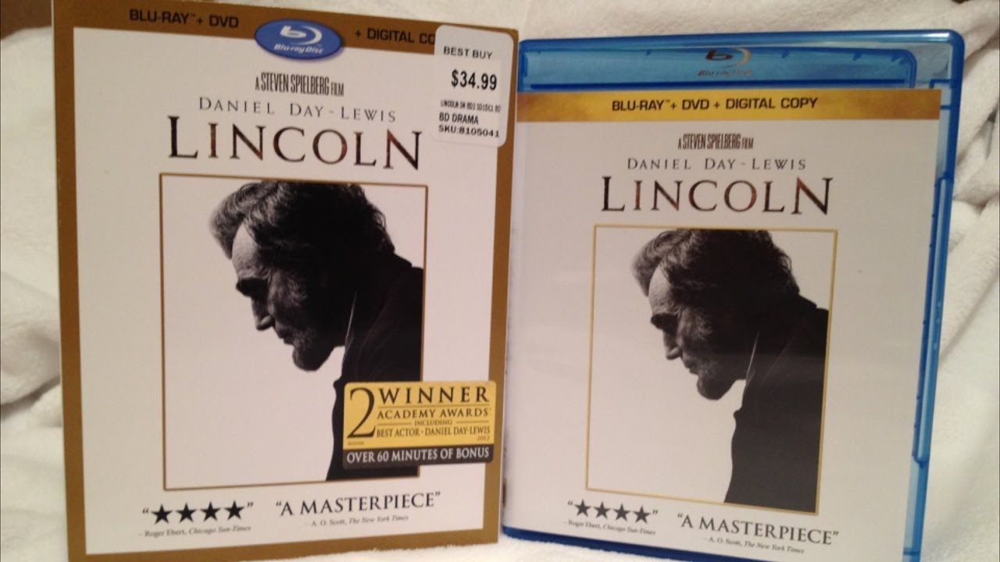 BLU-RAY™ + DVD
Blu-ray Disc
+ DIGITAL CO
BEST BUY
$34.99
BD DRAMA
SKU:8105041
A STEVEN SPIELBERG FILM
DANIEL DAY-LEWIS
LINCOLN
2 WINNER
ACADEMY AWARDS®
INCLUDING
BEST ACTOR · DANIEL DAY-LEWIS
2012
OVER 60 MINUTES OF BONUS
"★★★★"
– Roger Ebert, Chicago Sun-Times
"A MASTERPIECE"
– A. O. Scott, The New York Times
Blu-ray Disc
BLU-RAY™ + DVD + DIGITAL COPY
A STEVEN SPIELBERG FILM
DANIEL DAY-LEWIS
LINCOLN
"★★★★"
– Roger Ebert, Chicago Sun-Times
"A MASTERPIECE"
– A. O. Scott, The New York Times